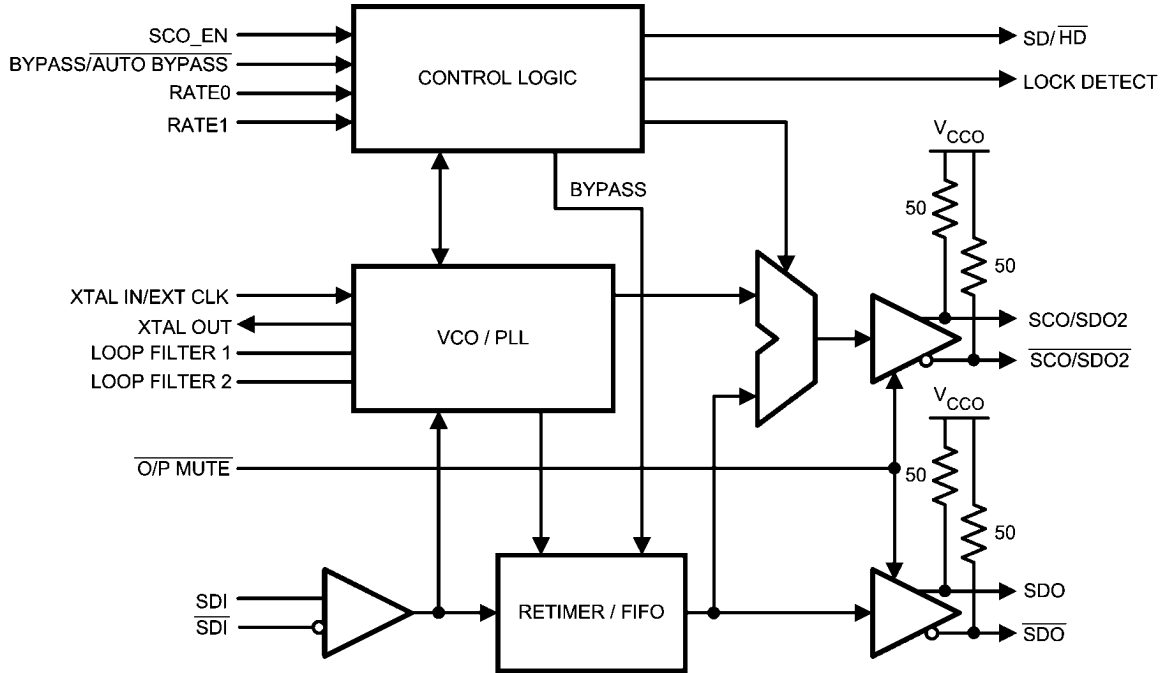 SCO_EN
BYPASS/AUTO BYPASS
RATE0
RATE1
CONTROL LOGIC
SD/HD
LOCK DETECT
BYPASS
VCCO
50
50
XTAL IN/EXT CLK
XTAL OUT
LOOP FILTER 1
LOOP FILTER 2
VCO / PLL
SCO/SDO2
SCO/SDO2
VCCO
O/P MUTE
50
50
SDI
SDI
RETIMER / FIFO
SDO
SDO